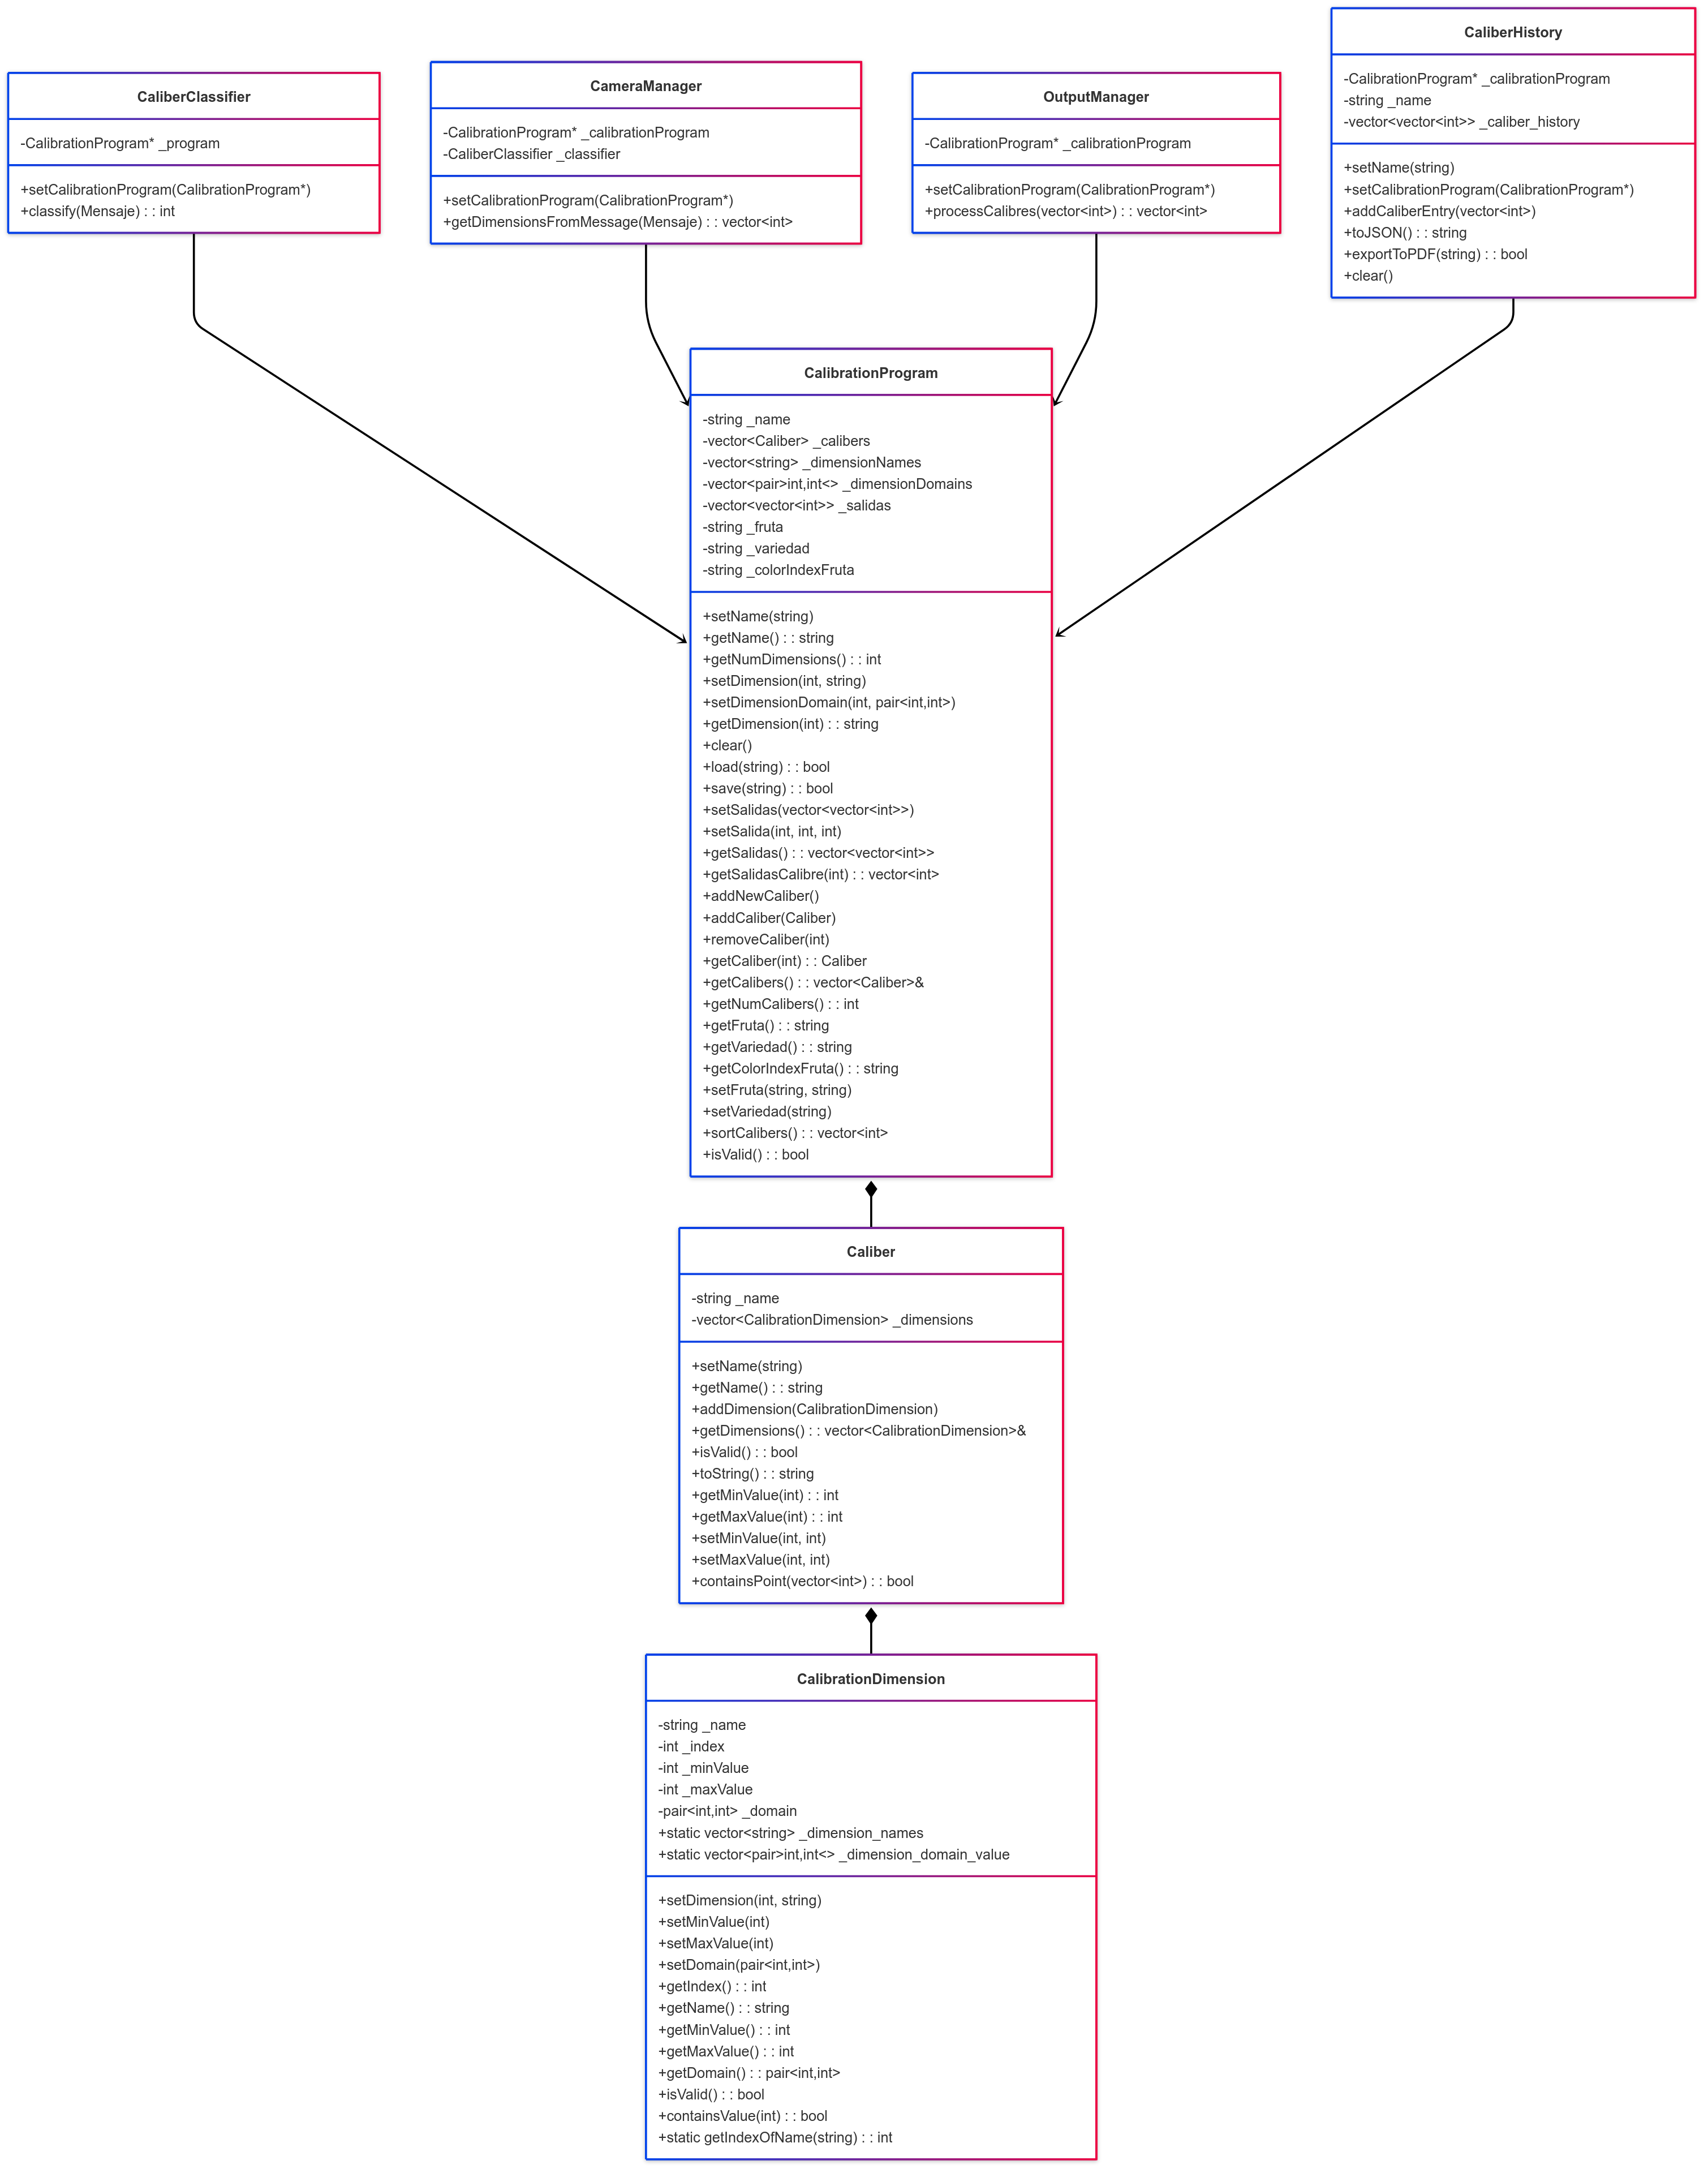 CaliberClassifier
-CalibrationProgram* _program
+setCalibrationProgram(CalibrationProgram*)
+classify(Mensaje) : : int
CameraManager
-CalibrationProgram* _calibrationProgram
-CaliberClassifier _classifier
+setCalibrationProgram(CalibrationProgram*)
+getDimensionsFromMessage(Mensaje) : : vector<int>
OutputManager
-CalibrationProgram* _calibrationProgram
+setCalibrationProgram(CalibrationProgram*)
+processCalibres(vector<int>) : : vector<int>
CaliberHistory
-CalibrationProgram* _calibrationProgram
-string _name
-vector<vector<int>> _caliber_history
+setName(string)
+setCalibrationProgram(CalibrationProgram*)
+addCaliberEntry(vector<int>)
+toJSON() : : string
+exportToPDF(string) : : bool
+clear()
CalibrationProgram
-string _name
-vector<Caliber> _calibers
-vector<string> _dimensionNames
-vector<pair>int,int<> _dimensionDomains
-vector<vector<int>> _salidas
-string _fruta
-string _variedad
-string _colorIndexFruta
+setName(string)
+getName() : : string
+getNumDimensions() : : int
+setDimension(int, string)
+setDimensionDomain(int, pair<int,int>)
+getDimension(int) : : string
+clear()
+load(string) : : bool
+save(string) : : bool
+setSalidas(vector<vector<int>>)
+setSalida(int, int, int)
+getSalidas() : : vector<vector<int>>
+getSalidasCalibre(int) : : vector<int>
+addNewCaliber()
+addCaliber(Caliber)
+removeCaliber(int)
+getCaliber(int) : : Caliber
+getCalibers() : : vector<Caliber>&
+getNumCalibers() : : int
+getFruta() : : string
+getVariedad() : : string
+getColorIndexFruta() : : string
+setFruta(string, string)
+setVariedad(string)
+sortCalibers() : : vector<int>
+isValid() : : bool
Caliber
-string _name
-vector<CalibrationDimension> _dimensions
+setName(string)
+getName() : : string
+addDimension(CalibrationDimension)
+getDimensions() : : vector<CalibrationDimension>&
+isValid() : : bool
+toString() : : string
+getMinValue(int) : : int
+getMaxValue(int) : : int
+setMinValue(int, int)
+setMaxValue(int, int)
+containsPoint(vector<int>) : : bool
CalibrationDimension
-string _name
-int _index
-int _minValue
-int _maxValue
-pair<int,int> _domain
+static vector<string> _dimension_names
+static vector<pair>int,int<> _dimension_domain_value
+setDimension(int, string)
+setMinValue(int)
+setMaxValue(int)
+setDomain(pair<int,int>)
+getIndex() : : int
+getName() : : string
+getMinValue() : : int
+getMaxValue() : : int
+getDomain() : : pair<int,int>
+isValid() : : bool
+containsValue(int) : : bool
+static getIndexOfName(string) : : int